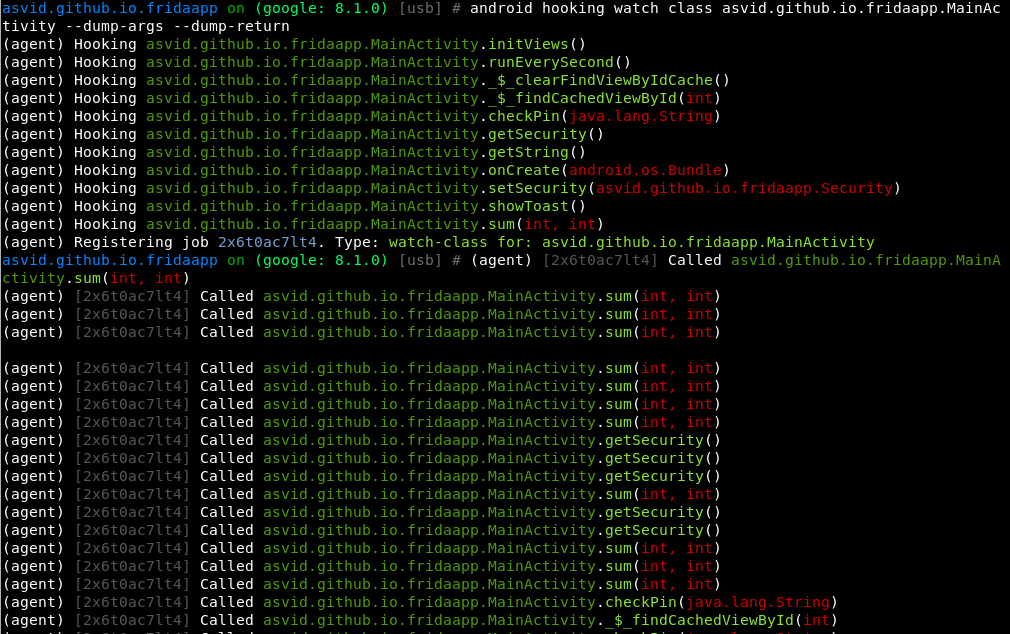 asvid.github.io.fridaapp on (google: 8.1.0) [usb] # android hooking watch class asvid.github.io.fridaapp.MainAc
tivity --dump-args --dump-return
(agent) Hooking asvid.github.io.fridaapp.MainActivity.initViews()
(agent) Hooking asvid.github.io.fridaapp.MainActivity.runEverySecond()
(agent) Hooking asvid.github.io.fridaapp.MainActivity._$_clearFindViewByIdCache()
(agent) Hooking asvid.github.io.fridaapp.MainActivity._$_findCachedViewById(int)
(agent) Hooking asvid.github.io.fridaapp.MainActivity.checkPin(java.lang.String)
(agent) Hooking asvid.github.io.fridaapp.MainActivity.getSecurity()
(agent) Hooking asvid.github.io.fridaapp.MainActivity.getString()
(agent) Hooking asvid.github.io.fridaapp.MainActivity.onCreate(android.os.Bundle)
(agent) Hooking asvid.github.io.fridaapp.MainActivity.setSecurity(asvid.github.io.fridaapp.Security)
(agent) Hooking asvid.github.io.fridaapp.MainActivity.showToast()
(agent) Hooking asvid.github.io.fridaapp.MainActivity.sum(int, int)
(agent) Registering job 2x6t0ac7lt4. Type: watch-class for: asvid.github.io.fridaapp.MainActivity
asvid.github.io.fridaapp on (google: 8.1.0) [usb] # (agent) [2x6t0ac7lt4] Called asvid.github.io.fridaapp.MainA
ctivity.sum(int, int)
(agent) [2x6t0ac7lt4] Called asvid.github.io.fridaapp.MainActivity.sum(int, int)
(agent) [2x6t0ac7lt4] Called asvid.github.io.fridaapp.MainActivity.sum(int, int)
(agent) [2x6t0ac7lt4] Called asvid.github.io.fridaapp.MainActivity.sum(int, int)
(agent) [2x6t0ac7lt4] Called asvid.github.io.fridaapp.MainActivity.sum(int, int)
(agent) [2x6t0ac7lt4] Called asvid.github.io.fridaapp.MainActivity.sum(int, int)
(agent) [2x6t0ac7lt4] Called asvid.github.io.fridaapp.MainActivity.sum(int, int)
(agent) [2x6t0ac7lt4] Called asvid.github.io.fridaapp.MainActivity.sum(int, int)
(agent) [2x6t0ac7lt4] Called asvid.github.io.fridaapp.MainActivity.getSecurity()
(agent) [2x6t0ac7lt4] Called asvid.github.io.fridaapp.MainActivity.getSecurity()
(agent) [2x6t0ac7lt4] Called asvid.github.io.fridaapp.MainActivity.getSecurity()
(agent) [2x6t0ac7lt4] Called asvid.github.io.fridaapp.MainActivity.sum(int, int)
(agent) [2x6t0ac7lt4] Called asvid.github.io.fridaapp.MainActivity.getSecurity()
(agent) [2x6t0ac7lt4] Called asvid.github.io.fridaapp.MainActivity.getSecurity()
(agent) [2x6t0ac7lt4] Called asvid.github.io.fridaapp.MainActivity.sum(int, int)
(agent) [2x6t0ac7lt4] Called asvid.github.io.fridaapp.MainActivity.sum(int, int)
(agent) [2x6t0ac7lt4] Called asvid.github.io.fridaapp.MainActivity.sum(int, int)
(agent) [2x6t0ac7lt4] Called asvid.github.io.fridaapp.MainActivity.checkPin(java.lang.String)
(agent) [2x6t0ac7lt4] Called asvid.github.io.fridaapp.MainActivity._$_findCachedViewById(int)